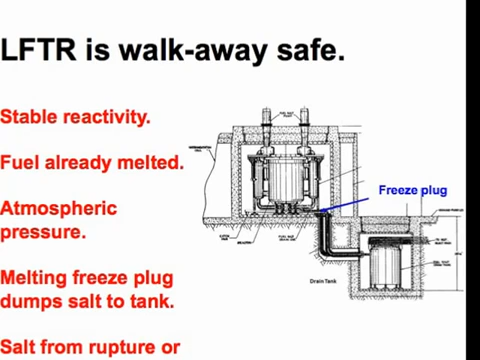 LFTR is walk-away safe.
Stable reactivity.
Fuel already melted.
Atmospheric
pressure.
Melting freeze plug
dumps salt to tank.
Salt from rupture or
Freeze plug
Drain Tank